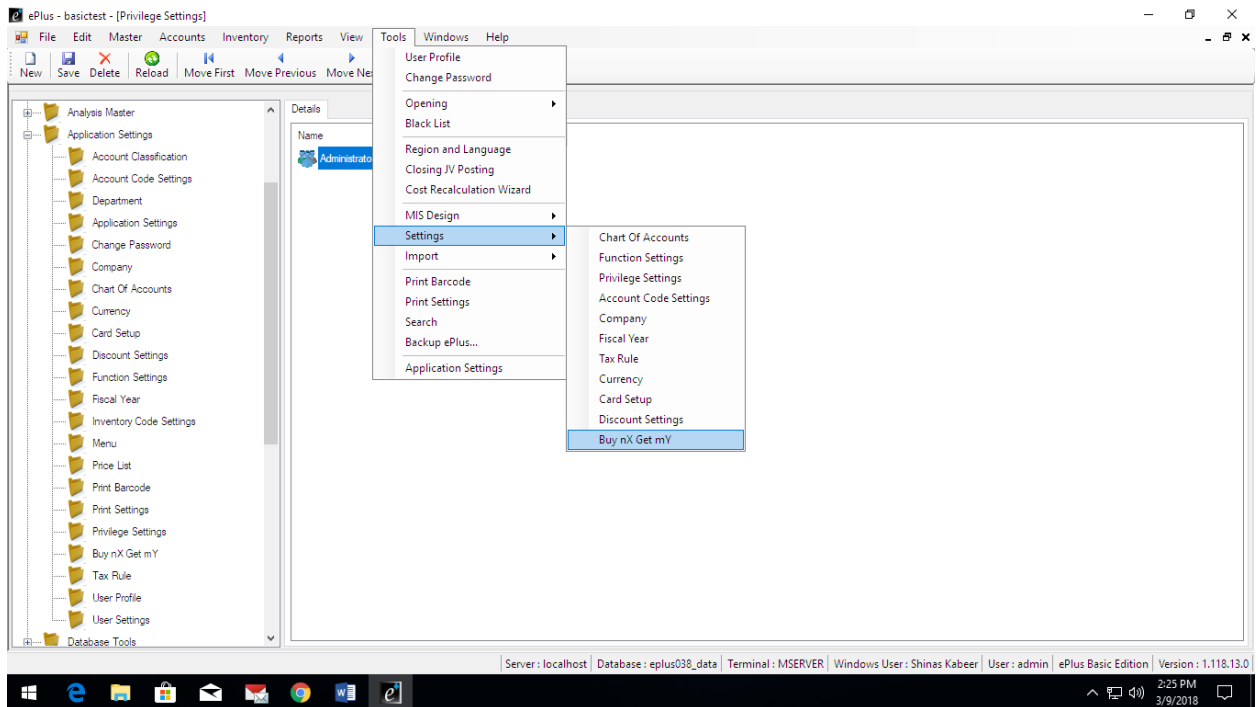 ePlus - basictest - [Privilege Settings]
File Edit Master Accounts Inventory Reports View Tools Windows Help
New Save Delete Reload Move First Move Previous Move Ne
User Profile
Change Password
Opening
Black List
Region and Language
Closing JV Posting
Cost Recalculation Wizard
MIS Design
Settings
Import
Print Barcode
Print Settings
Search
Backup ePlus...
Application Settings
Chart Of Accounts
Function Settings
Privilege Settings
Account Code Settings
Company
Fiscal Year
Tax Rule
Currency
Card Setup
Discount Settings
Buy nX Get mY
Analysis Master
Application Settings
Account Classification
Account Code Settings
Department
Application Settings
Change Password
Company
Chart Of Accounts
Currency
Card Setup
Discount Settings
Function Settings
Fiscal Year
Inventory Code Settings
Menu
Price List
Print Barcode
Print Settings
Privilege Settings
Buy nX Get mY
Tax Rule
User Profile
User Settings
Database Tools
Details
Name
Administrato
Server : localhost Database : eplus038_data Terminal : MSERVER Windows User : Shinas Kabeer User : admin ePlus Basic Edition Version : 1.118.13.0
2:25 PM
3/9/2018